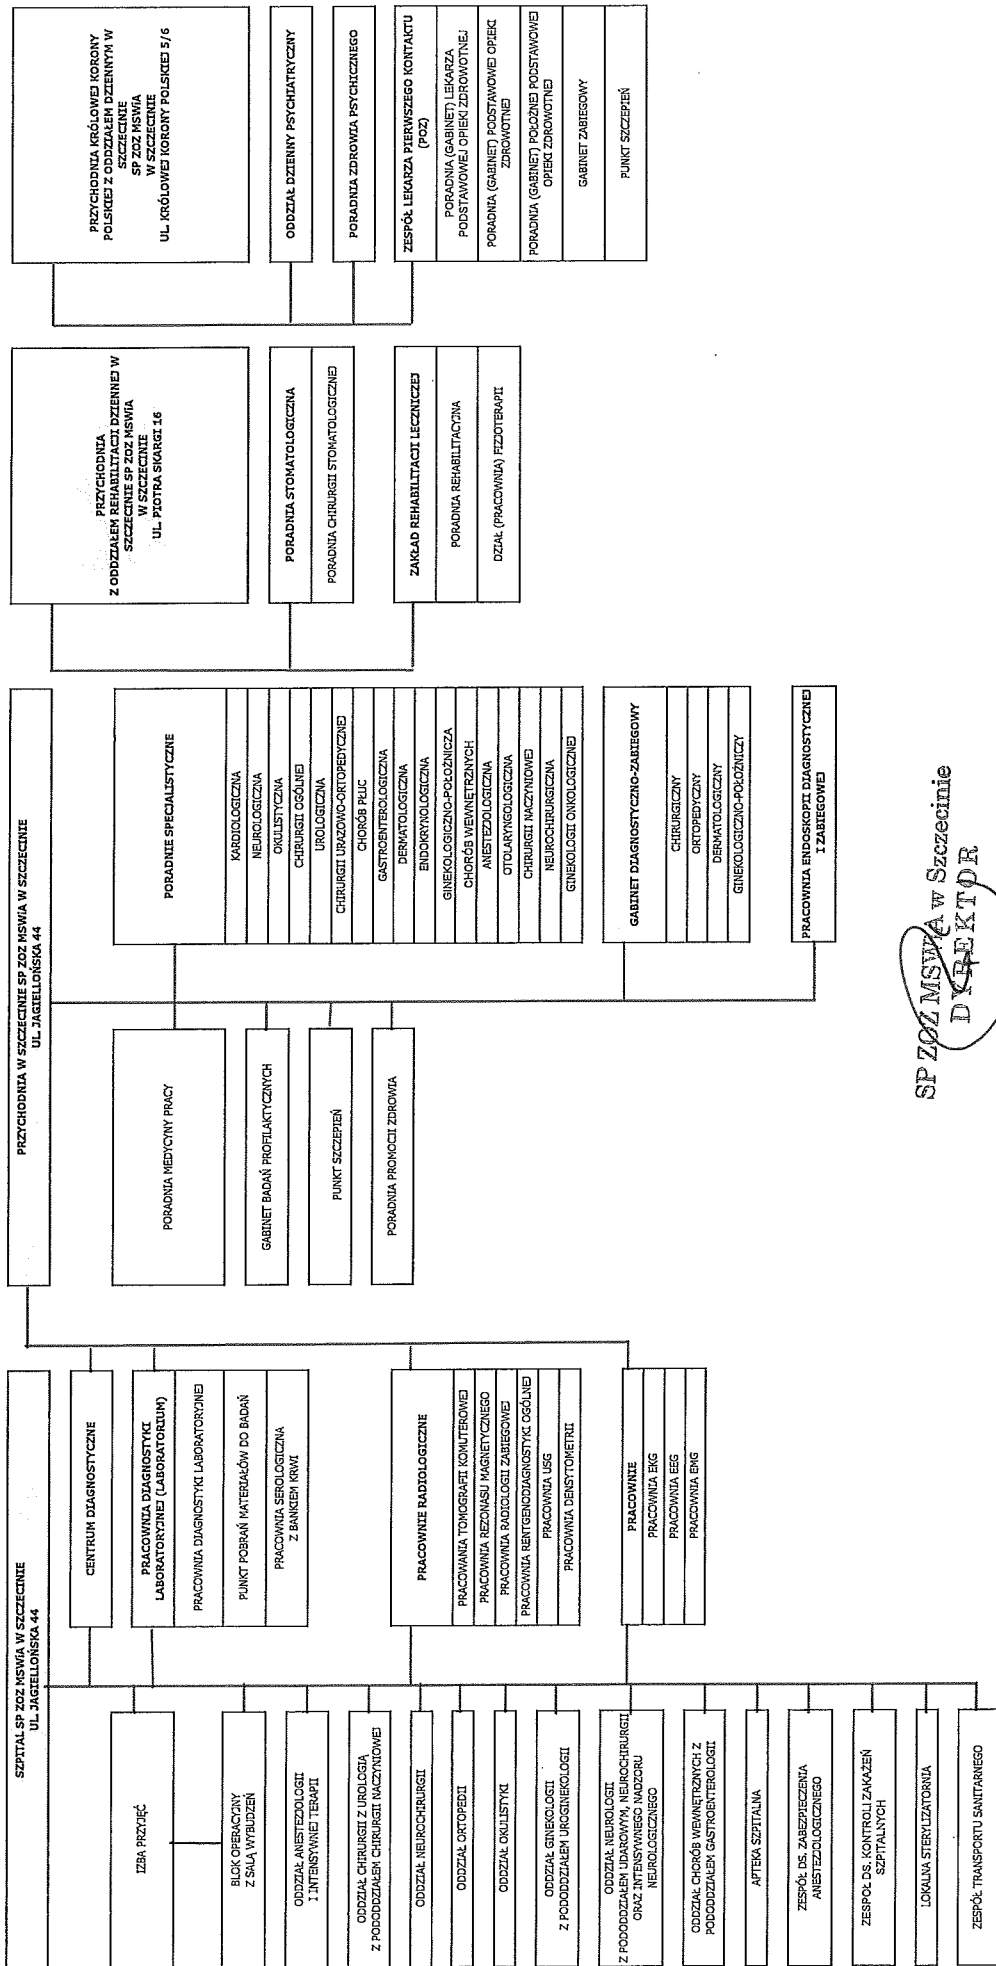 SZPITAL SP ZOZ MSWiA W SZCZECINIE
UL. JAGIELLOŃSKA 44
IZBA PRZYJĘĆ
BLOK OPERACYJNY
Z SALĄ WYBUDZEŃ
ODDZIAŁ ANESTEZJOLOGII
I INTENSYWNEJ TERAPII
ODDZIAŁ CHIRURGII Z UROLOGIĄ
Z PODODDZIAŁEM CHIRURGII NACZYNIOWEJ
ODDZIAŁ NEUROCHIRURGII
ODDZIAŁ ORTOPEDII
ODDZIAŁ OKULISTYKI
ODDZIAŁ GINEKOLOGII
Z PODODDZIAŁEM UROGINEKOLOGII
ODDZIAŁ NEUROLOGII
Z PODODDZIAŁEM UDAROWYM, NEUROCHIRURGII
ORAZ INTENSYWNEGO NADZORU
NEUROLOGICZNEGO
ODDZIAŁ CHORÓB WEWNĘTRZNYCH Z
PODODDZIAŁEM GASTROENTEROLOGII
APTEKA SZPITALNA
ZESPÓŁ DS. ZABEZPIECZENIA
ANESTEZJOLOGICZNEGO
ZESPÓŁ DS. KONTROLI ZAKAŻEŃ
SZPITALNYCH
LOKALNA STERYLIZATORNIA
ZESPÓŁ TRANSPORTU SANITARNEGO
CENTRUM DIAGNOSTYCZNE
PRACOWNIA DIAGNOSTYKI
LABORATORYJNEJ (LABORATORIUM)
PRACOWNIA DIAGNOSTYKI LABORATORYJNEJ
PUNKT POBRAŃ MATERIAŁÓW DO BADAŃ
PRACOWNIA SEROLOGICZNA
Z BANKIEM KRWI
PRACOWNIE RADIOLOGICZNE
PRACOWANIA TOMOGRAFII KOMUTEROWEJ
PRACOWNIA REZONASU MAGNETYCZNEGO
PRACOWNIA RADIOLOGII ZABIEGOWEJ
PRACOWNIA RENTGENODIAGNOSTYKI OGÓLNEJ
PRACOWNIA USG
PRACOWNIA DENSYTOMETRII
PRACOWNIE
PRACOWNIA EKG
PRACOWNIA EEG
PRACOWNIA EMG
PRZYCHODNIA W SZCZECINIE SP ZOZ MSWiA W SZCZECINIE
UL. JAGIELLOŃSKA 44
PORADNIA MEDYCYNY PRACY
GABINET BADAŃ PROFILAKTYCZNYCH
PUNKT SZCZEPIEŃ
PORADNIA PROMOCJI ZDROWIA
PORADNIE SPECJALISTYCZNE
KARDIOLOGICZNA
NEUROLOGICZNA
OKULISTYCZNA
CHIRURGII OGÓLNEJ
UROLOGICZNA
CHIRURGII URAZOWO-ORTOPEDYCZNEJ
CHORÓB PŁUC
GASTROENTEROLOGICZNA
DERMATOLOGICZNA
ENDOKRYNOLOGICZNA
GINEKOLOGICZNO-POŁOŻNICZA
CHORÓB WEWNĘTRZNYCH
ANESTEZJOLOGICZNA
OTOLARYNGOLOGICZNA
CHIRURGII NACZYNIOWEJ
NEUROCHIRURGICZNA
GINEKOLOGII ONKOLOGICZNEJ
GABINET DIAGNOSTYCZNO-ZABIEGOWY
CHIRURGICZNY
ORTOPEDYCZNY
DERMATOLOGICZNY
GINEKOLOGICZNO-POŁOŻNICZY
PRACOWNIA ENDOSKOPII DIAGNOSTYCZNEJ
I ZABIEGOWEJ
PRZYCHODNIA
Z ODDZIAŁEM REHABILITACJI DZIENNEJ W
SZCZECINIE SP ZOZ MSWiA
W SZCZECINIE
UL. PIOTRA SKARGI 16
PORADNIA STOMATOLOGICZNA
PORADNIA CHIRURGII STOMATOLOGICZNEJ
ZAKŁAD REHABILITACJI LECZNICZEJ
PORADNIA REHABILITACYJNA
DZIAŁ (PRACOWNIA) FIZJOTERAPII
PRZYCHODNIA KRÓLOWEJ KORONY
POLSKIEJ Z ODDZIAŁEM DZIENNYM W
SZCZECINIE
SP ZOZ MSWiA
W SZCZECINIE
UL. KRÓLOWEJ KORONY POLSKIEJ 5/6
ODDZIAŁ DZIENNY PSYCHIATRYCZNY
PORADNIA ZDROWIA PSYCHICZNEGO
ZESPÓŁ LEKARZA PIERWSZEGO KONTAKTU
(POZ)
PORADNIA (GABINET) LEKARZA
PODSTAWOWEJ OPIEKI ZDROWOTNEJ
PORADNIA (GABINET) PODSTAWOWEJ OPIEKI
ZDROWOTNEJ
PORADNIA (GABINET) POŁOŻNEJ PODSTAWOWEJ
OPIEKI ZDROWOTNEJ
GABINET ZABIEGOWY
PUNKT SZCZEPIEŃ
SP ZOZ MSWiA w Szczecinie
DYREKTOR